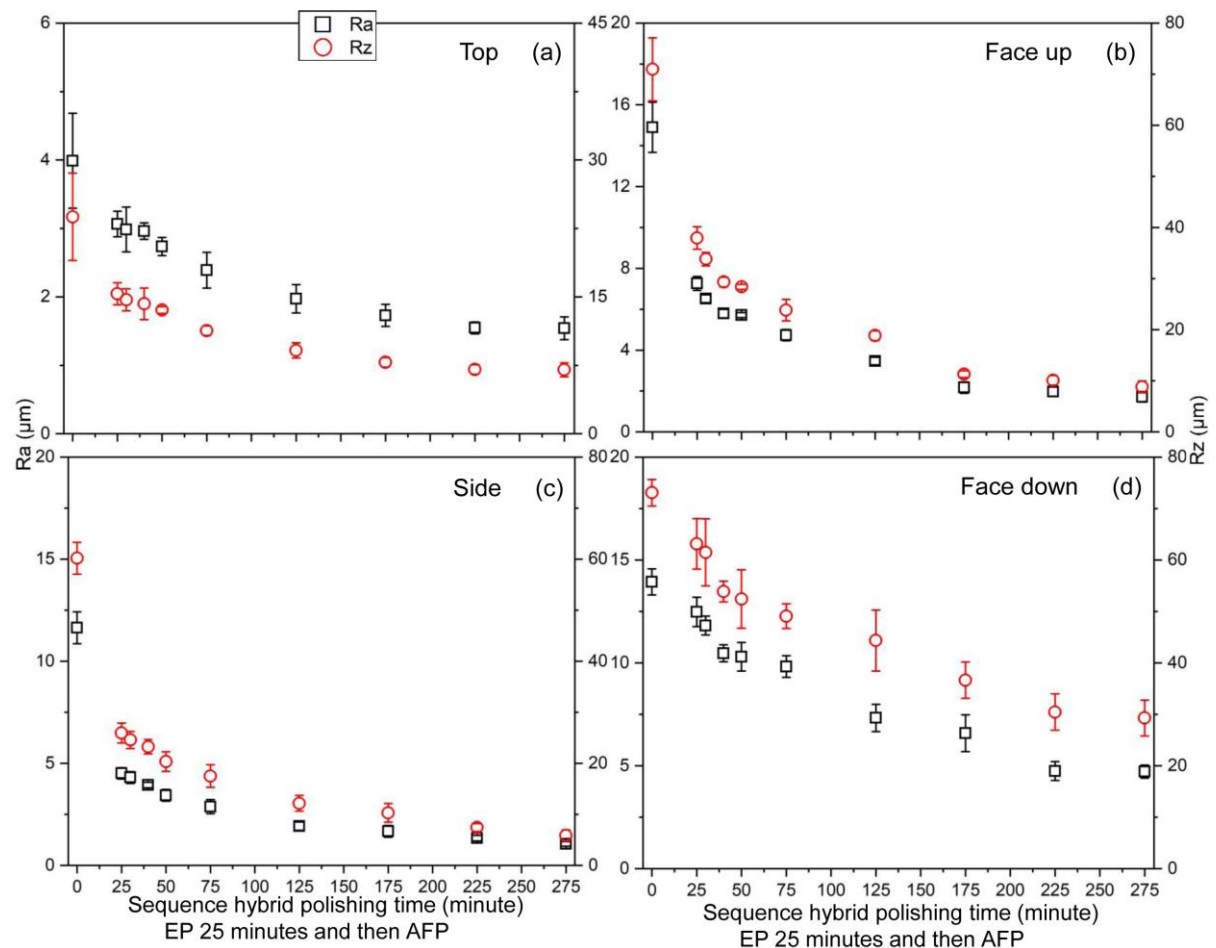 Ra
Rz
Top (a)
6
4
2
0
45
30
15
0
Face up (b)
20
16
12
8
4
0
80
60
40
20
0
Ra (μm)
Rz (μm)
Side (c)
20
15
10
5
0
80
60
40
20
0
0 25 50 75 100 125 150 175 200 225 250 275
Sequence hybrid polishing time (minute)
EP 25 minutes and then AFP
Face down (d)
20
15
10
5
0
80
60
40
20
0
0 25 50 75 100 125 150 175 200 225 250 275
Sequence hybrid polishing time (minute)
EP 25 minutes and then AFP